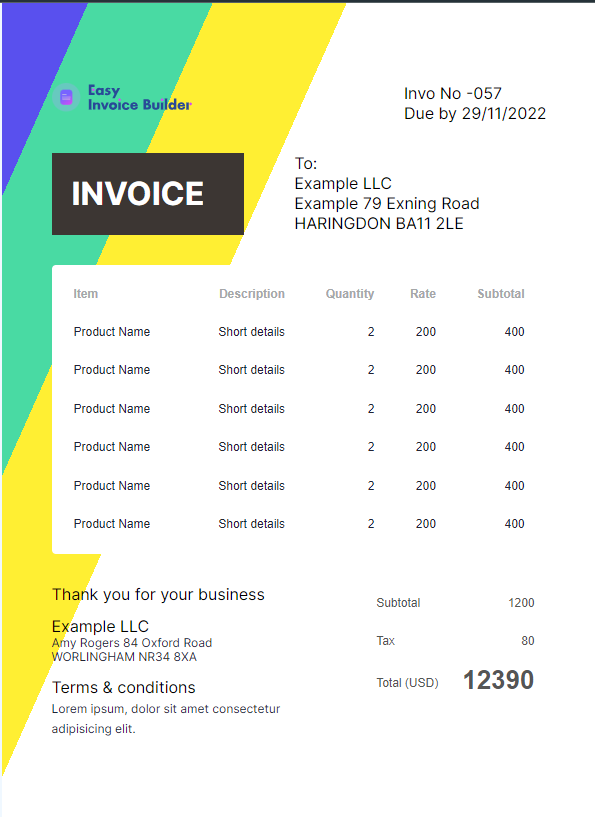 Easy
Invoice Builder
Invo No -057
Due by 29/11/2022
INVOICE
To:
Example LLC
Example 79 Exning Road
HARINGDON BA11 2LE
Item Description Quantity Rate Subtotal
Product Name Short details 2 200 400
Product Name Short details 2 200 400
Product Name Short details 2 200 400
Product Name Short details 2 200 400
Product Name Short details 2 200 400
Product Name Short details 2 200 400
Thank you for your business
Example LLC
Amy Rogers 84 Oxford Road
WORLINGHAM NR34 8XA
Terms & conditions
Lorem ipsum, dolor sit amet consectetur
adipisicing elit.
Subtotal 1200
Tax 80
Total (USD) 12390